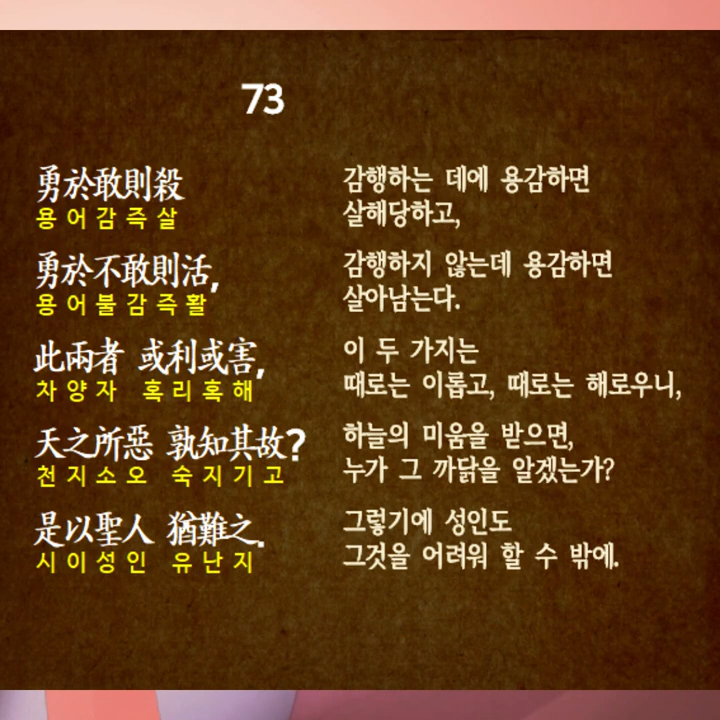 73
勇於敢則殺
용어감즉살
감행하는 데에 용감하면
살해당하고,
勇於不敢則活,
용어불감즉활
감행하지 않는데 용감하면
살아남는다.
此兩者 或利或害,
차양자 혹리혹해
이 두 가지는
때로는 이롭고, 때로는 해로우니,
天之所惡 孰知其故?
천지소오 숙지기고
하늘의 미움을 받으면,
누가 그 까닭을 알겠는가?
是以聖人 猶難之.
시이성인 유난지
그렇기에 성인도
그것을 어려워 할 수 밖에.